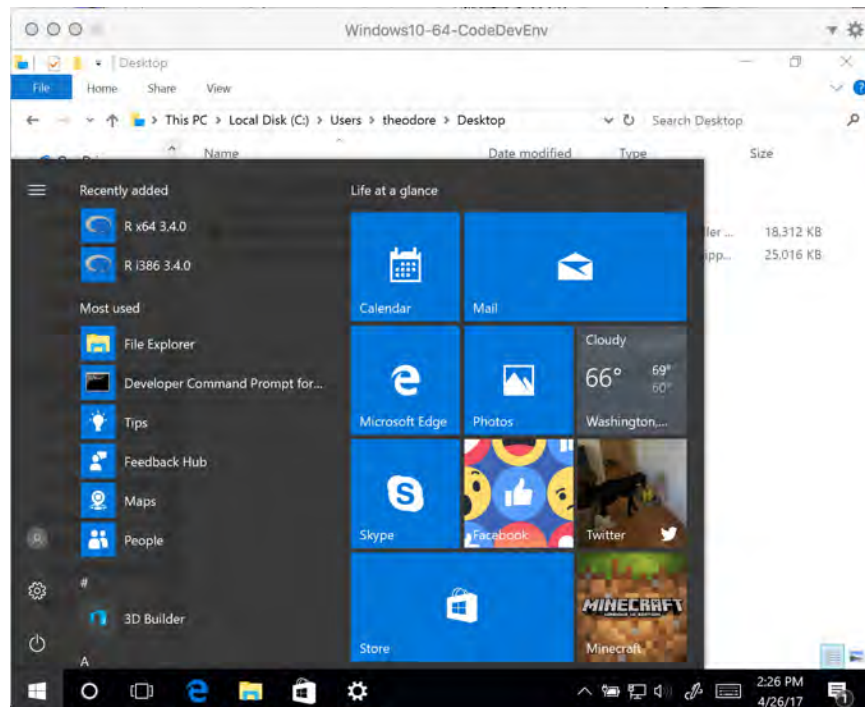 Windows10-64-CodeDevEnv
Desktop
File Home Share View
This PC > Local Disk (C:) > Users > theodore > Desktop
Search Desktop
Name Date modified Type Size
Recently added
Life at a glance
R x64 3.4.0
R i386 3.4.0
ler ... 18,312 KB
ipp... 25,016 KB
Calendar
Mail
Most used
File Explorer
Developer Command Prompt for...
Tips
Feedback Hub
Maps
People
#
3D Builder
A
Microsoft Edge
Photos
Cloudy
66° 69°
60°
Washington,...
Skype
Facebook
Twitter
Store
MINECRAFT
Minecraft
2:26 PM
4/26/17
1